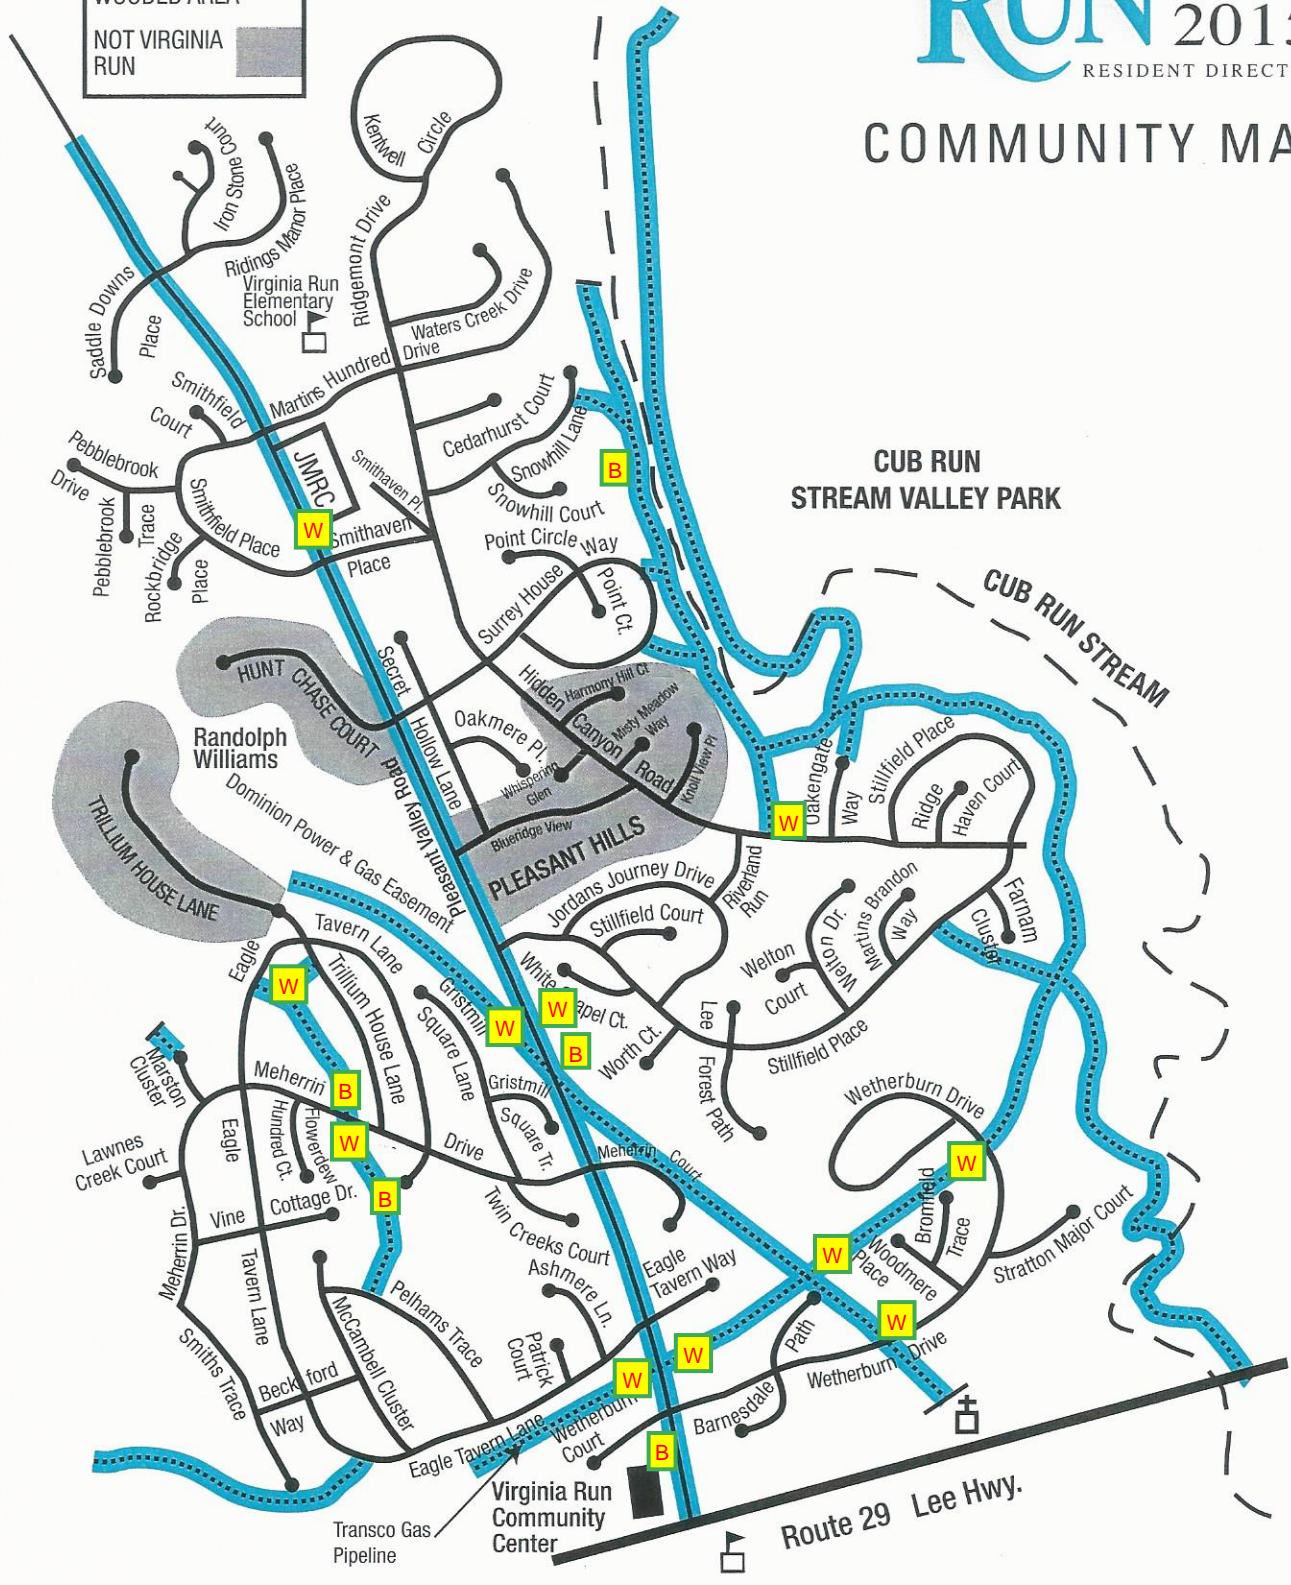 NOT VIRGINIA
RUN
RUN
RESIDENT DIRECT
COMMUNITY MA
Kentwell
Circle
Iron Stone Court
Ridings Manor Place
Saddle Downs
Place
Virginia Run
Elementary
School
Ridgemont Drive
Waters Creek Drive
Martins Hundred
Drive
Smithfield
Court
Pebblebrook
Drive
Pebblebrook
Trace
Rockbridge
Place
Smithfield Place
JMRC
Smithaven Pl.
Smithaven
Place
W
Cedarhurst Court
Snowhill Lane
Snowhill Court
B
CUB RUN
STREAM VALLEY PARK
CUB RUN STREAM
Point Circle
Way
Point Ct.
Surrey House
HUNT
CHASE COURT
Secret
Hollow Lane
Oakmere Pl.
Hidden
Canyon
Road
Harmony Hill Ct
Misty Meadow
Way
Knoll View Pl
Whispering
Glen
Blueridge View
PLEASANT HILLS
Randolph
Williams
Dominion Power & Gas Easement
Pleasant Valley Road
TRILLIUM HOUSE LANE
W
Oakengate
Way
Stillfield Place
Ridge
Haven Court
Jordans Journey Drive
Riverland
Run
Stillfield Court
Welton Dr.
Martins Brandon
Way
Farnam
Cluster
Welton
Court
Eagle
Tavern Lane
W
Trillium House Lane
Gristmill
Square Lane
W
W
B
Worth Ct.
Lee
Forest Path
Stillfield Place
Marston
Cluster
Meherrin
B
W
B
Hundred Ct.
Flowerdew
Drive
Gristmill
Square Tr.
Meherrin
Court
Wetherburn Drive
Lawnes
Creek Court
Eagle
Vine
Cottage Dr.
Meherrin Dr.
Tavern Lane
Twin Creeks Court
W
Bromfield
Trace
W
Woodmere
Place
Stratton Major Court
Ashmere Ln.
Eagle
Tavern Way
Pelhams Trace
McCambell Cluster
Smiths Trace
Patrick
Court
Path
W
W
W
Wetherburn Drive
Way
Eagle Tavern Lane
Wetherburn
Court
Barnesdale
B
Virginia Run
Community
Center
Transco Gas
Pipeline
Route 29 Lee Hwy.